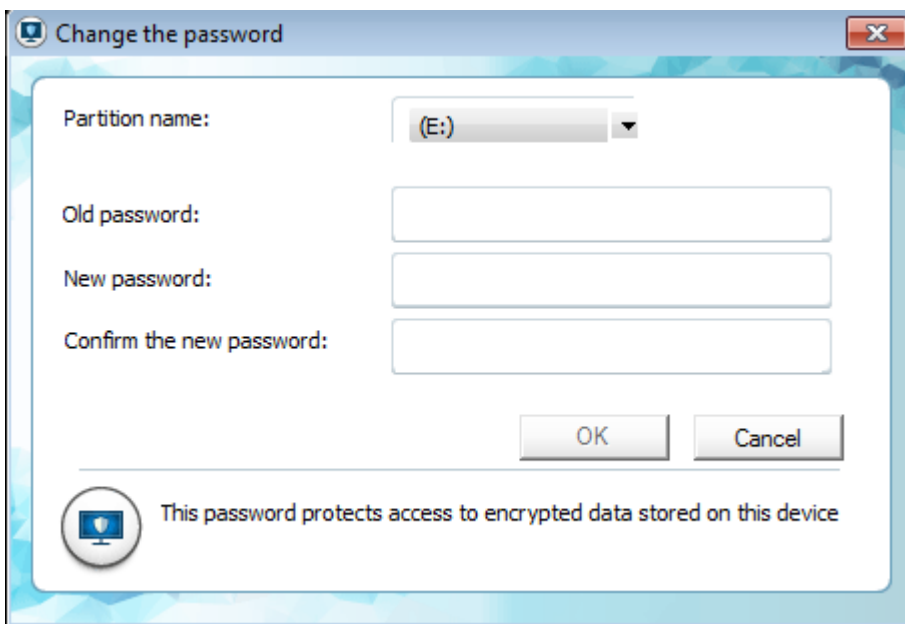 Change the password
Partition name:
(E:)
Old password:
New password:
Confirm the new password:
OK
Cancel
This password protects access to encrypted data stored on this device